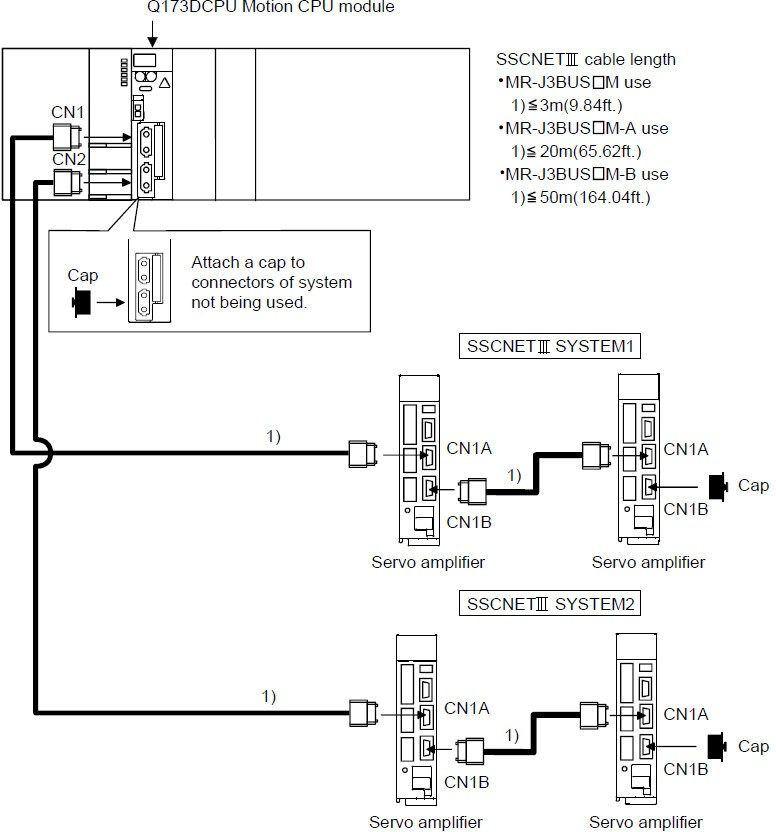 Q173DCPU Motion CPU module
SSCNETⅢ cable length
・MR-J3BUS□M use
1)≦3m(9.84ft.)
・MR-J3BUS□M-A use
1)≦20m(65.62ft.)
・MR-J3BUS□M-B use
1)≦50m(164.04ft.)
CN1
CN2
Cap
Attach a cap to
connectors of system
not being used.
SSCNETⅢ SYSTEM1
1)
CN1A
1)
CN1A
Cap
CN1B
CN1B
Servo amplifier
Servo amplifier
SSCNETⅢ SYSTEM2
1)
CN1A
1)
CN1A
Cap
CN1B
CN1B
Servo amplifier
Servo amplifier